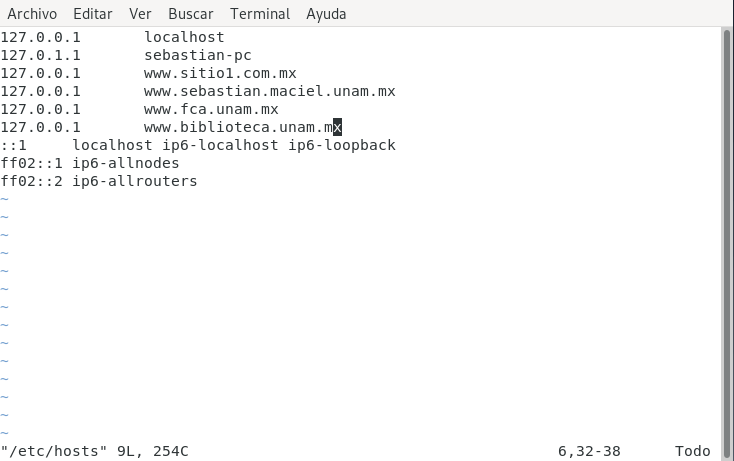 Archivo Editar Ver Buscar Terminal Ayuda
127.0.0.1       localhost
127.0.1.1       sebastian-pc
127.0.0.1       www.sitio1.com.mx
127.0.0.1       www.sebastian.maciel.unam.mx
127.0.0.1       www.fca.unam.mx
127.0.0.1       www.biblioteca.unam.mx
::1     localhost ip6-localhost ip6-loopback
ff02::1 ip6-allnodes
ff02::2 ip6-allrouters
~
~
~
~
~
~
~
~
~
~
~
~
~
~
"/etc/hosts" 9L, 254C 6,32-38 Todo